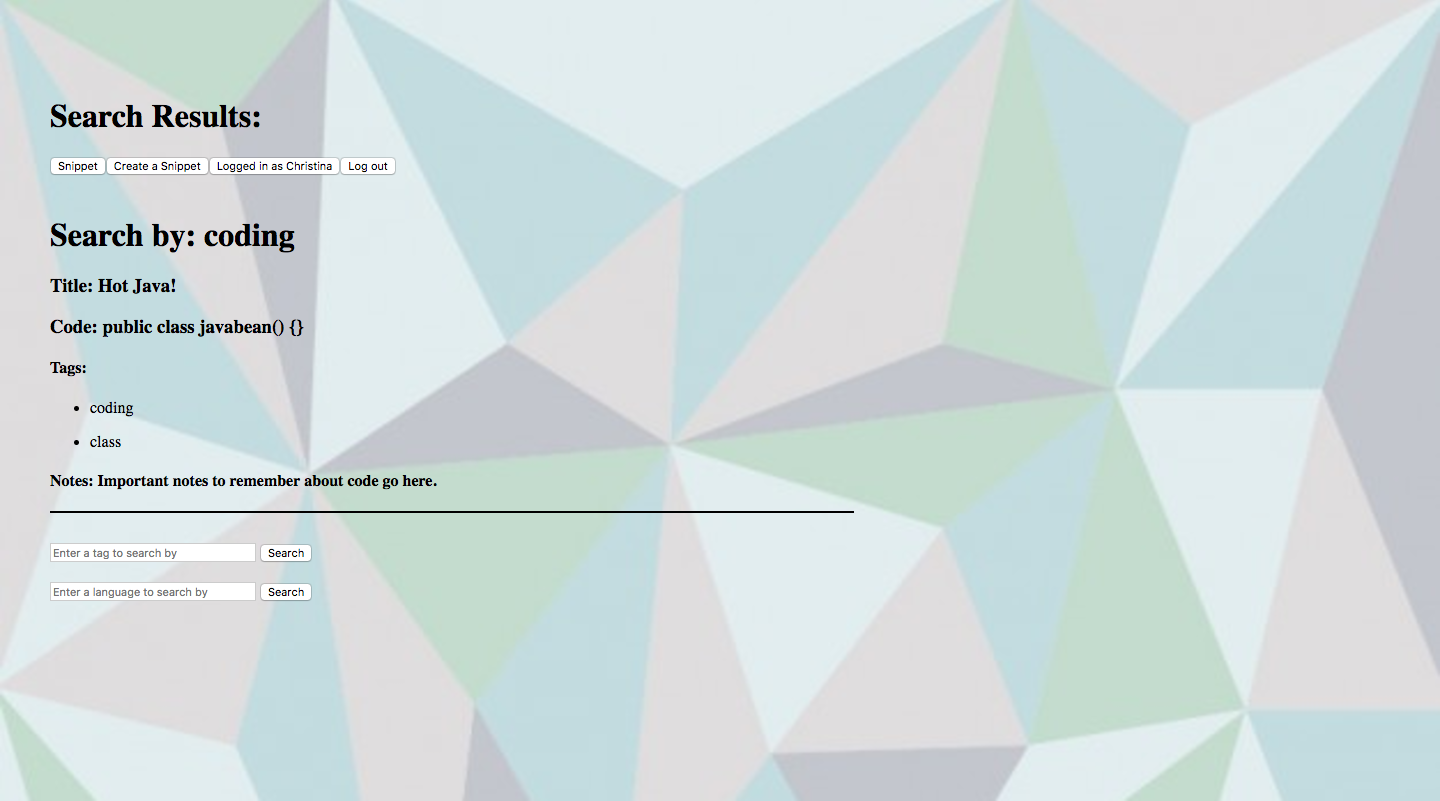 Search Results:
Snippet Create a Snippet Logged in as Christina Log out
Search by: coding
Title: Hot Java!
Code: public class javabean() {}
Tags:
• coding
• class
Notes: Important notes to remember about code go here.
Enter a tag to search by Search
Enter a language to search by Search